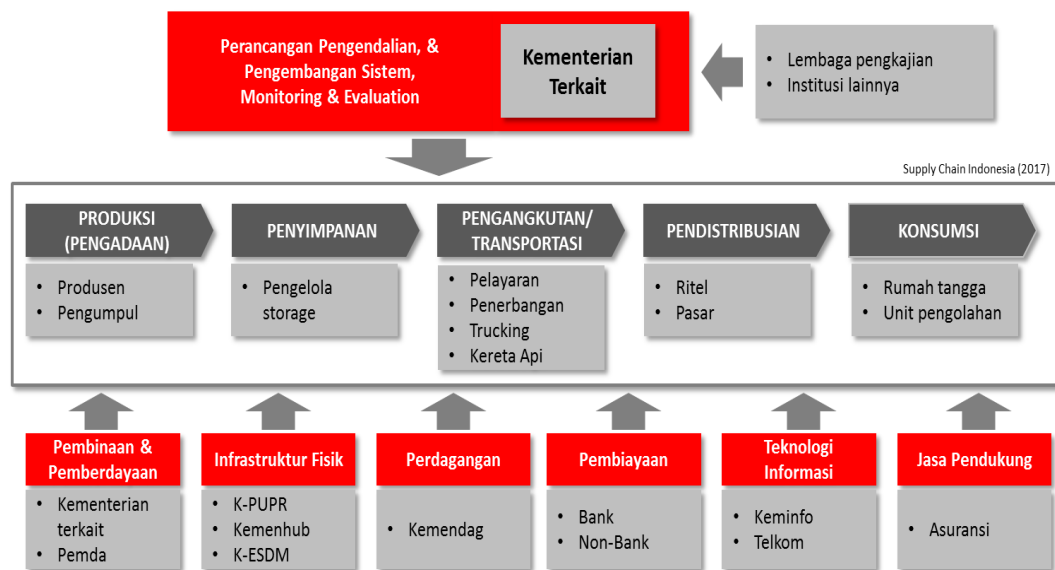 Perancangan Pengendalian, &
Pengembangan Sistem,
Monitoring & Evaluation
Kementerian
Terkait
• Lembaga pengkajian
• Institusi lainnya
Supply Chain Indonesia (2017)
PRODUKSI
(PENGADAAN)
• Produsen
• Pengumpul
PENYIMPANAN
• Pengelola
storage
PENGANGKUTAN/
TRANSPORTASI
• Pelayaran
• Penerbangan
• Trucking
• Kereta Api
PENDISTRIBUSIAN
• Ritel
• Pasar
KONSUMSI
• Rumah tangga
• Unit pengolahan
Pembinaan &
Pemberdayaan
• Kementerian
terkait
• Pemda
Infrastruktur Fisik
• K-PUPR
• Kemenhub
• K-ESDM
Perdagangan
• Kemendag
Pembiayaan
• Bank
• Non-Bank
Teknologi
Informasi
• Keminfo
• Telkom
Jasa Pendukung
• Asuransi